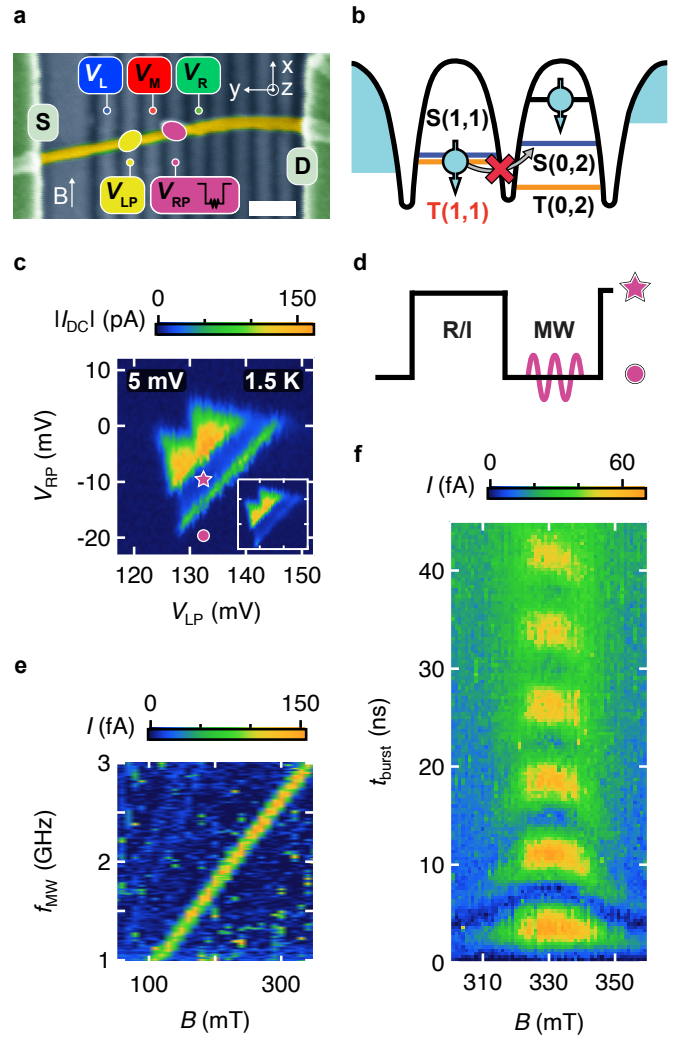 a
V_L V_M V_R
x
y z
S
D
B
V_LP V_RP
b
S(1,1)
S(0,2)
T(1,1) T(0,2)
c
0 150
|I_DC| (pA)
5 mV 1.5 K
10
0
-10
-20
V_RP (mV)
120 130 140 150
V_LP (mV)
d
R/I MW
e
0 150
I (fA)
3
2
1
f_MW (GHz)
100 300
B (mT)
f
0 60
I (fA)
40
30
20
10
0
t_burst (ns)
310 330 350
B (mT)